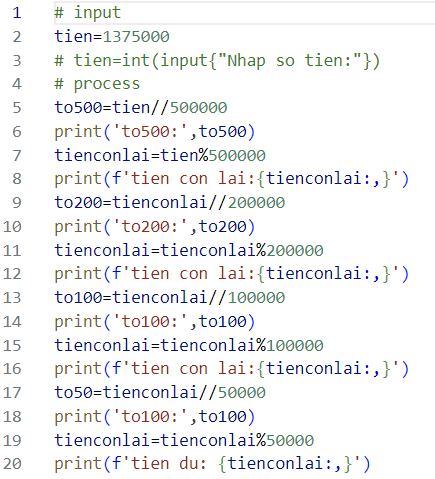 1 # input
2 tien=1375000
3 # tien=int(input{"Nhap so tien:"})
4 # process
5 to500=tien//500000
6 print('to500:',to500)
7 tienconlai=tien%500000
8 print(f'tien con lai:{tienconlai:,}')
9 to200=tienconlai//200000
10 print('to200:',to200)
11 tienconlai=tienconlai%200000
12 print(f'tien con lai:{tienconlai:,}')
13 to100=tienconlai//100000
14 print('to100:',to100)
15 tienconlai=tienconlai%100000
16 print(f'tien con lai:{tienconlai:,}')
17 to50=tienconlai//50000
18 print('to100:',to100)
19 tienconlai=tienconlai%50000
20 print(f'tien du: {tienconlai:,}')